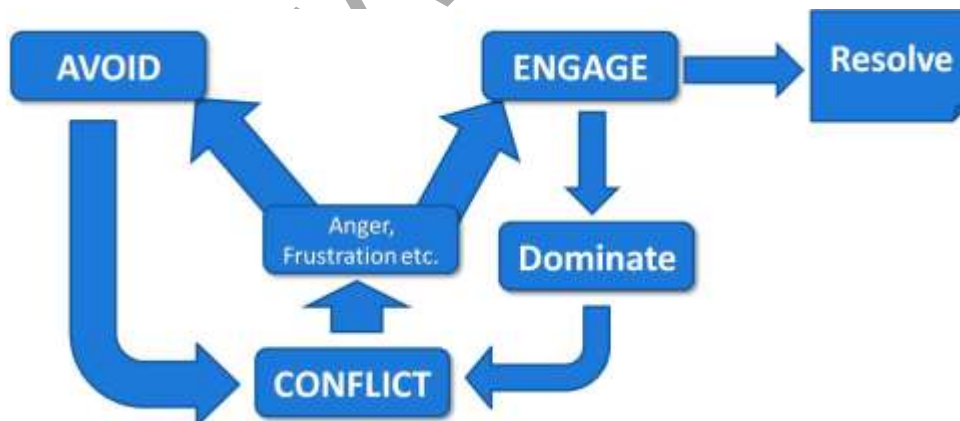 AVOID
ENGAGE
Resolve
Anger,
Frustration etc.
Dominate
CONFLICT